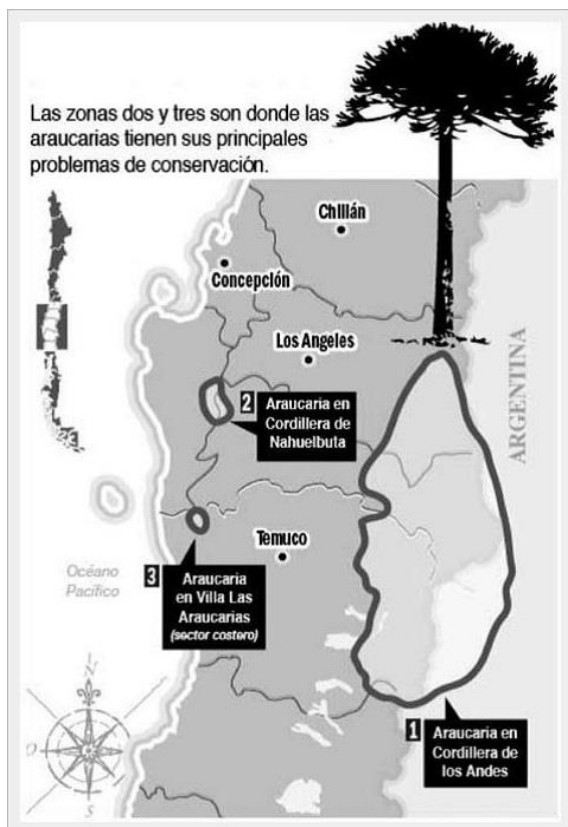 Las zonas dos y tres son donde las
araucarias tienen sus principales
problemas de conservación.
Chillán
Concepción
Los Angeles
ARGENTINA
2 Araucaria en
Cordillera de
Nahuelbuta
Temuco
3 Araucaria
en Villa Las
Araucarias
(sector costero)
Océano
Pacífico
1 Araucaria en
Cordillera de
los Andes
N
O
E
S